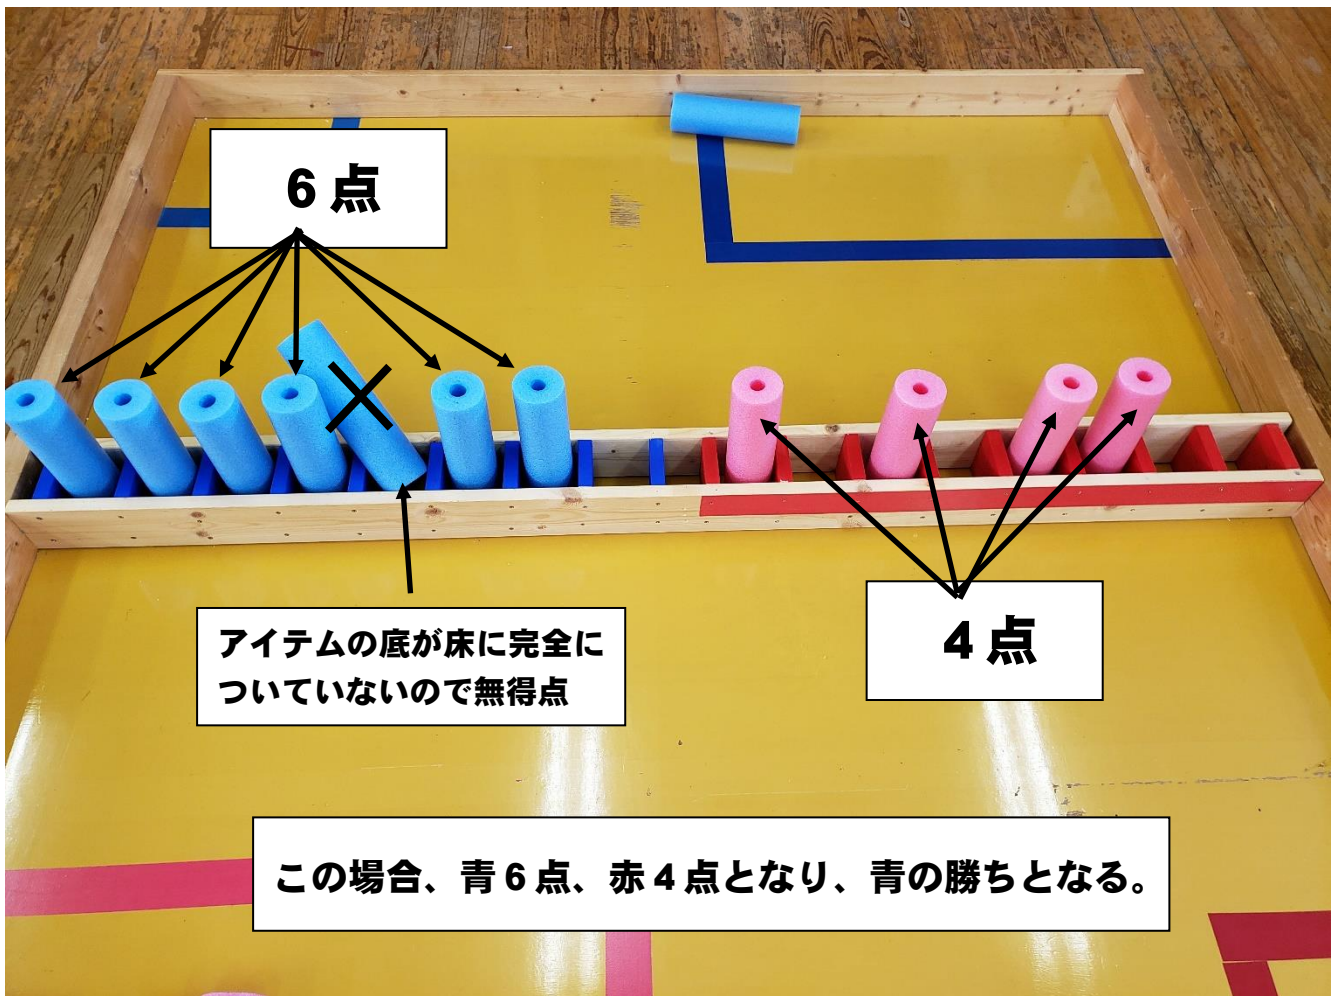 6点
4点
アイテムの底が床に完全に
ついていないので無得点
この場合、青6点、赤4点となり、青の勝ちとなる。